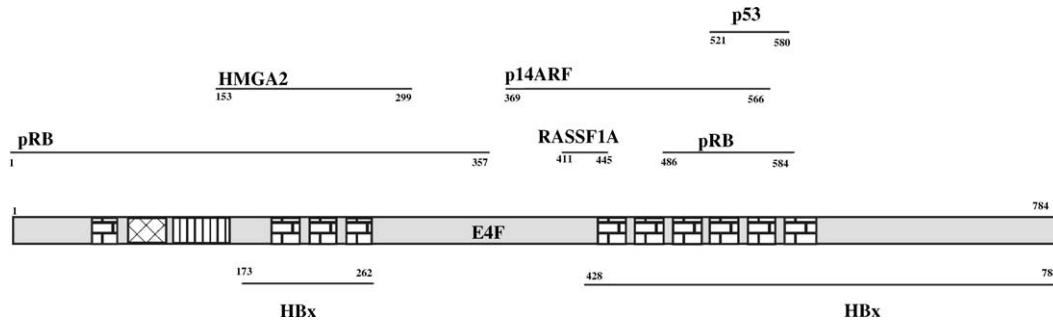 p53
521 580
HMGA2
153 299
p14ARF
369 566
pRB
1 357
RASSF1A
411 445
pRB
486 584
1 784
E4F
173 262
HBx
428 78
HBx